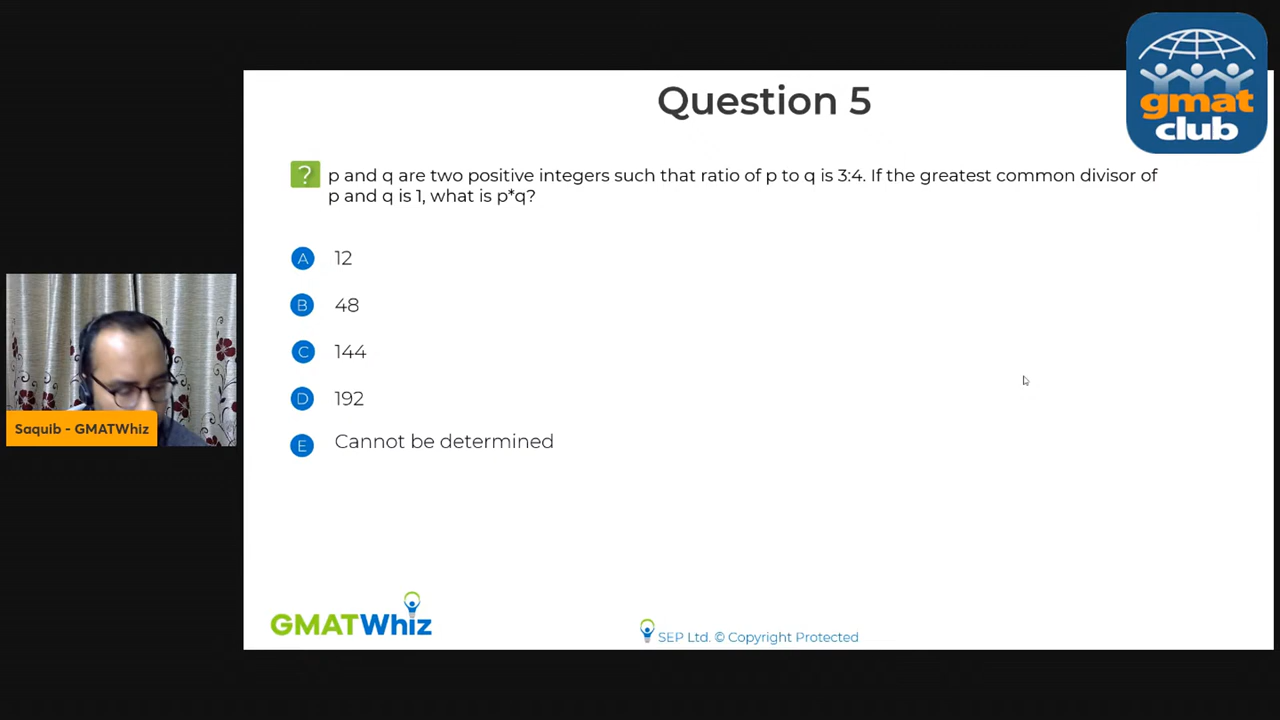 gmat
club
Question 5
? p and q are two positive integers such that ratio of p to q is 3:4. If the greatest common divisor of
p and q is 1, what is p*q?
A 12
B 48
C 144
D 192
E Cannot be determined
Saquib - GMATWhiz
GMATWhiz
SEP Ltd. © Copyright Protected